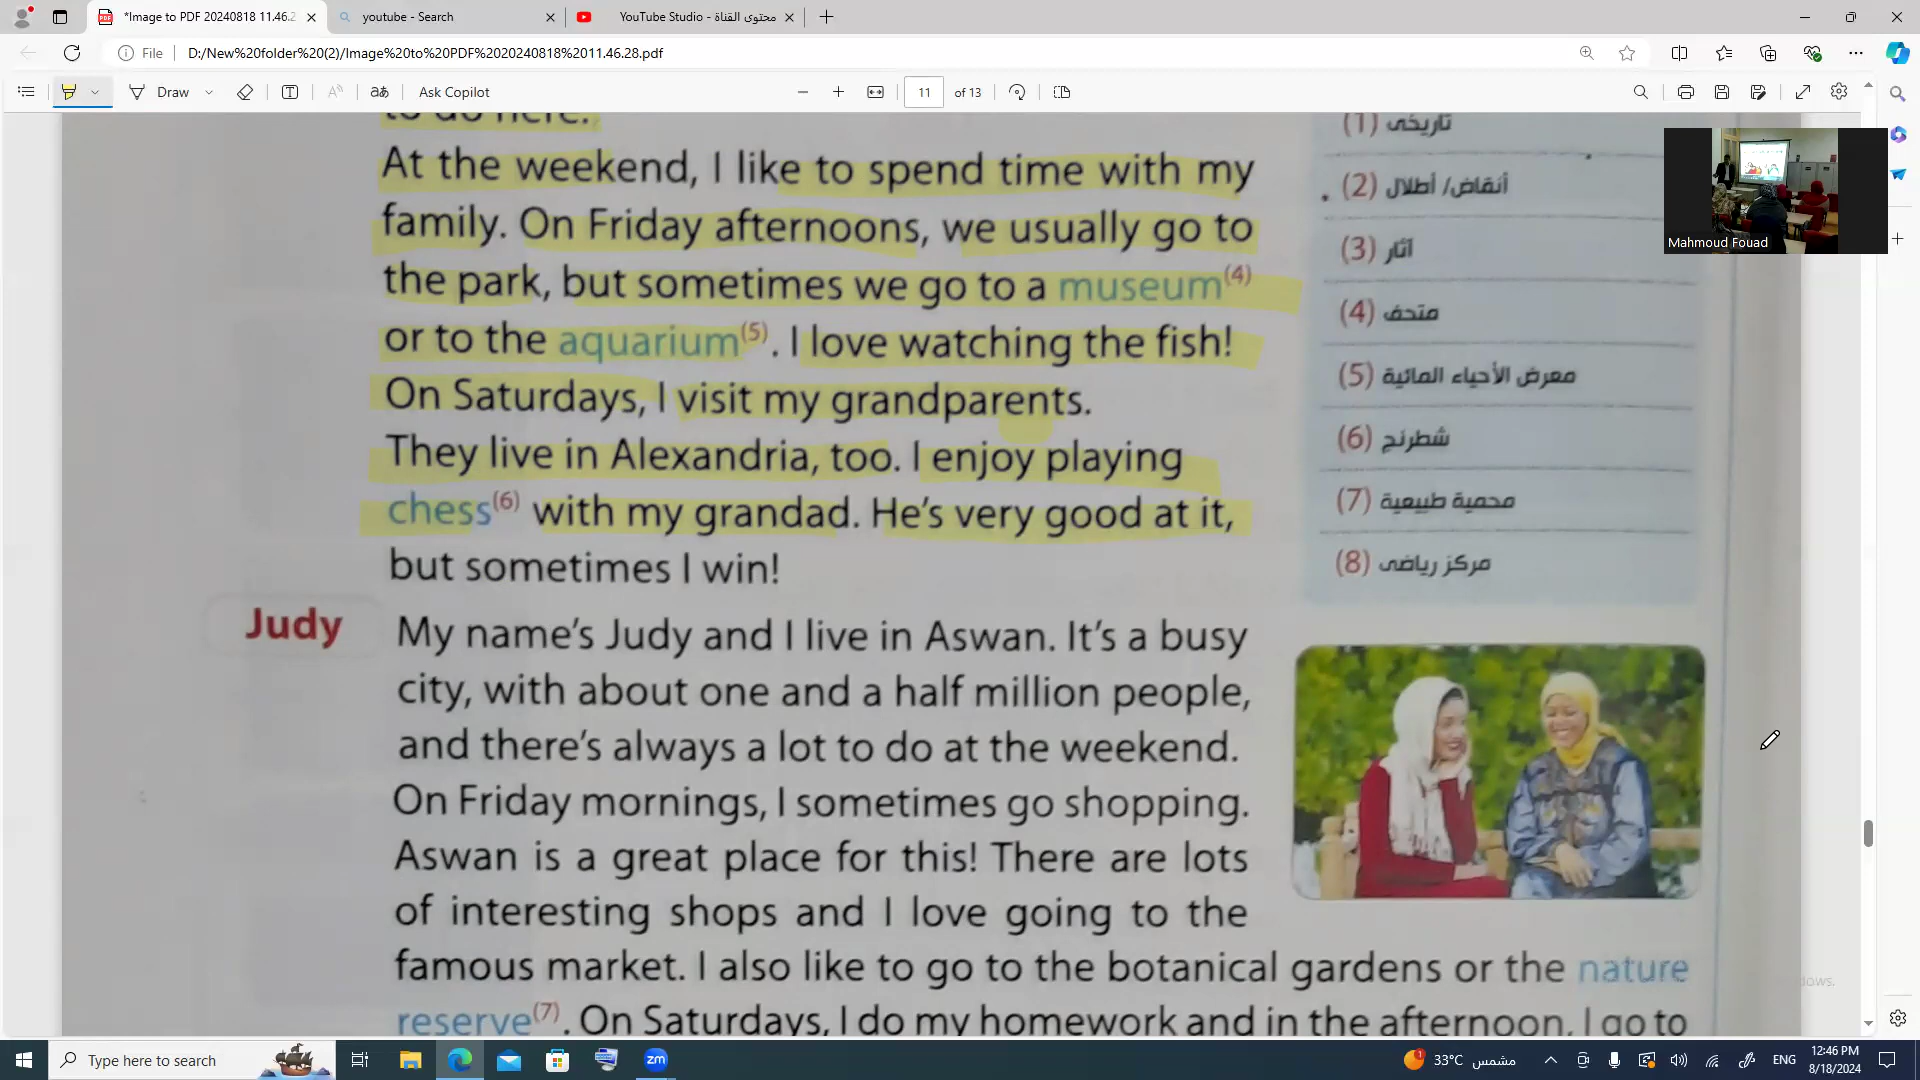 *Image to PDF 20240818 11.46.2
youtube - Search
YouTube Studio - محتوى القناة
File
D:/New%20folder%20(2)/Image%20to%20PDF%2020240818%2011.46.28.pdf
Draw
Ask Copilot
11 of 13
to do here.
At the weekend, I like to spend time with my
family. On Friday afternoons, we usually go to
the park, but sometimes we go to a museum(4)
or to the aquarium(5). I love watching the fish!
On Saturdays, I visit my grandparents.
They live in Alexandria, too. I enjoy playing
chess(6) with my grandad. He's very good at it,
but sometimes I win!
(1) تاريخى
(2) أنقاض/ أطلال
(3) آثار
(4) متحف
(5) معرض الأحياء المائية
(6) شطرنج
(7) محمية طبيعية
(8) مركز رياضى
Mahmoud Fouad
Judy
My name's Judy and I live in Aswan. It's a busy
city, with about one and a half million people,
and there's always a lot to do at the weekend.
On Friday mornings, I sometimes go shopping.
Aswan is a great place for this! There are lots
of interesting shops and I love going to the
famous market. I also like to go to the botanical gardens or the nature
reserve(7). On Saturdays, I do my homework and in the afternoon, I go to
Type here to search
zm
33°C مشمس
ENG
12:46 PM
8/18/2024